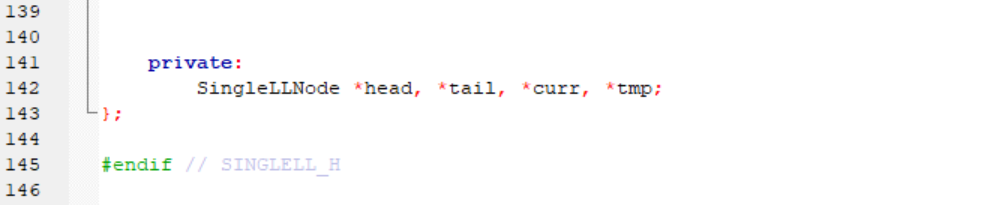 139
140
141 private:
142 SingleLLNode *head, *tail, *curr, *tmp;
143 };
144
145 #endif // SINGLELL_H
146